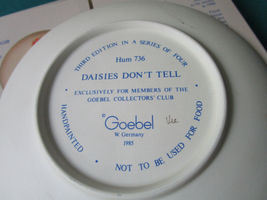 THIRD EDITION IN A SERIES OF FOUR
Hum 736
DAISIES DON'T TELL
EXCLUSIVELY FOR MEMBERS OF THE
GOEBEL COLLECTORS' CLUB
© Goebel
W. Germany
1985
HANDPAINTED • NOT TO BE USED FOR FOOD •